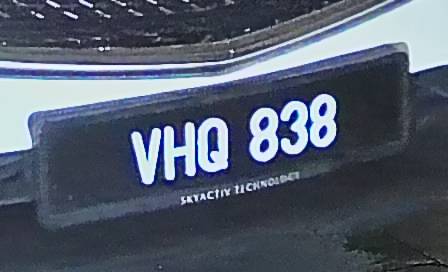 VHQ 838
SKYACTIV TECHNOLOGY